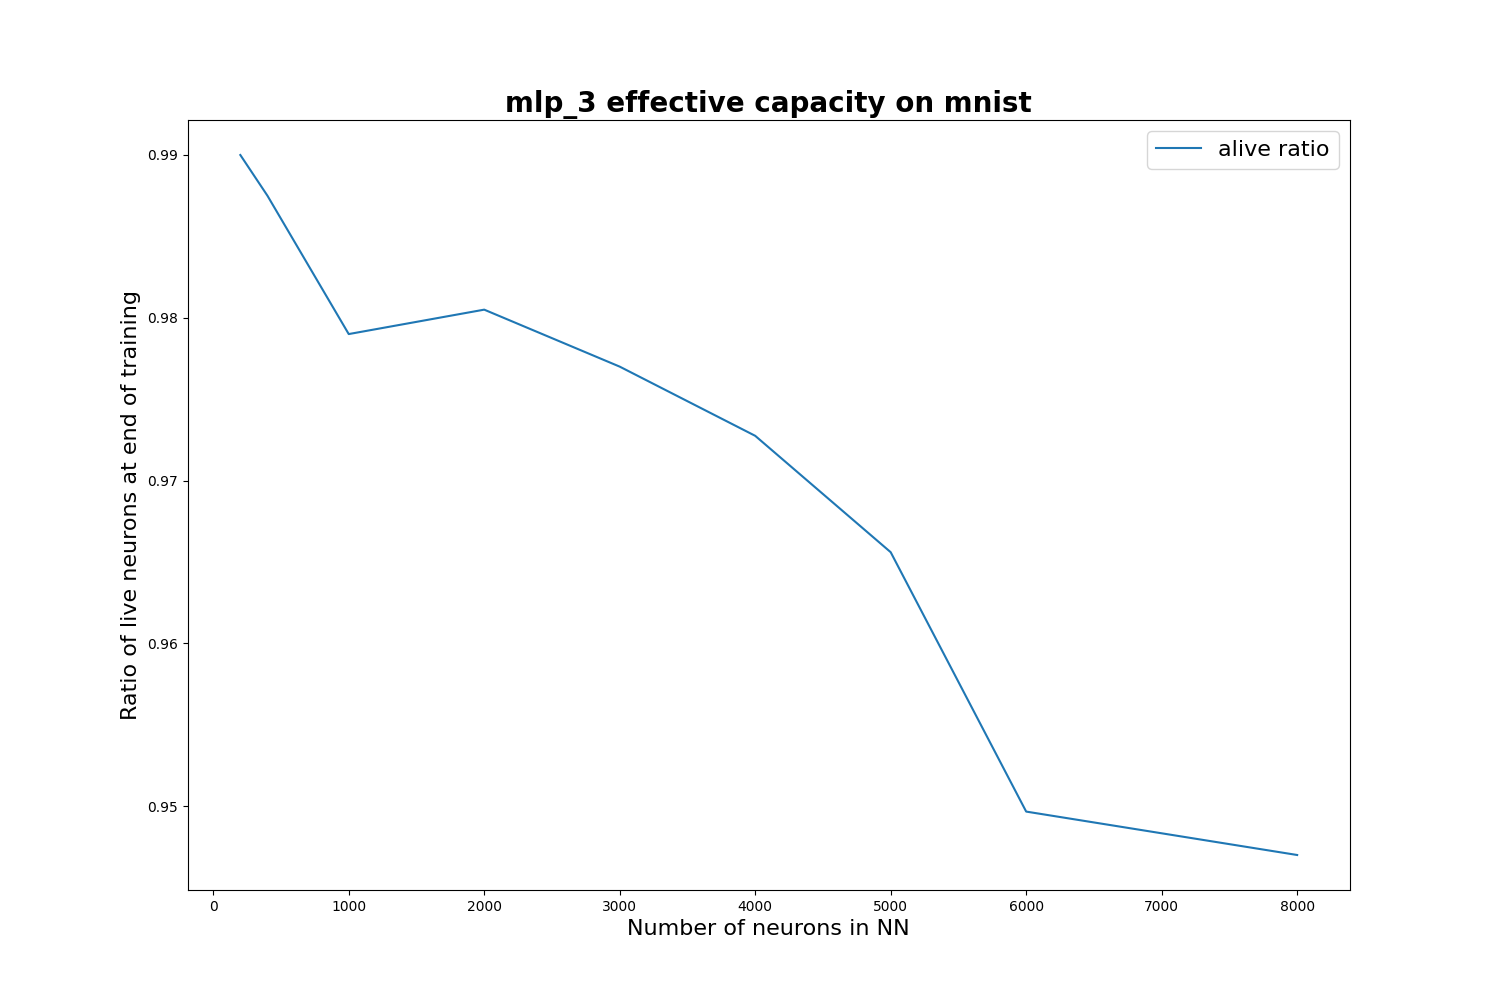 mlp_3 effective capacity on mnist
alive ratio
Ratio of live neurons at end of training
0.99
0.98
0.97
0.96
0.95
0 1000 2000 3000 4000 5000 6000 7000 8000
Number of neurons in NN